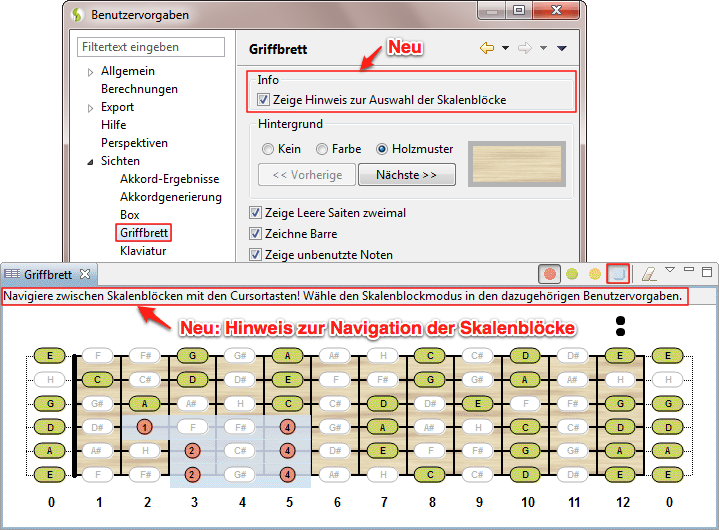 Benutzervorgaben
Filtertext eingeben
Allgemein
Berechnungen
Export
Hilfe
Perspektiven
Sichten
Akkord-Ergebnisse
Akkordgenerierung
Box
Griffbrett
Klaviatur
Griffbrett
Neu
Info
Zeige Hinweis zur Auswahl der Skalenblöcke
Hintergrund
Kein Farbe Holzmuster
<< Vorherige Nächste >>
Zeige Leere Saiten zweimal
Zeichne Barre
Zeige unbenutzte Noten
Griffbrett
Navigiere zwischen Skalenblöcken mit den Cursortasten! Wähle den Skalenblockmodus in den dazugehörigen Benutzervorgaben.
Neu: Hinweis zur Navigation der Skalenblöcke
E F F# G G# A A# H C C# D D# E E
H C C# D D# E F F# G G# A A# H H
G G# A A# H C C# D D# E F F# G G
D D# 1 F F# 4 G# A A# H C C# D D
A A# H 2 C# 4 D# E F F# G G# A A
E F F# 2 G# 4 A# H C C# D D# E E
0 1 2 3 4 5 6 7 8 9 10 11 12 0